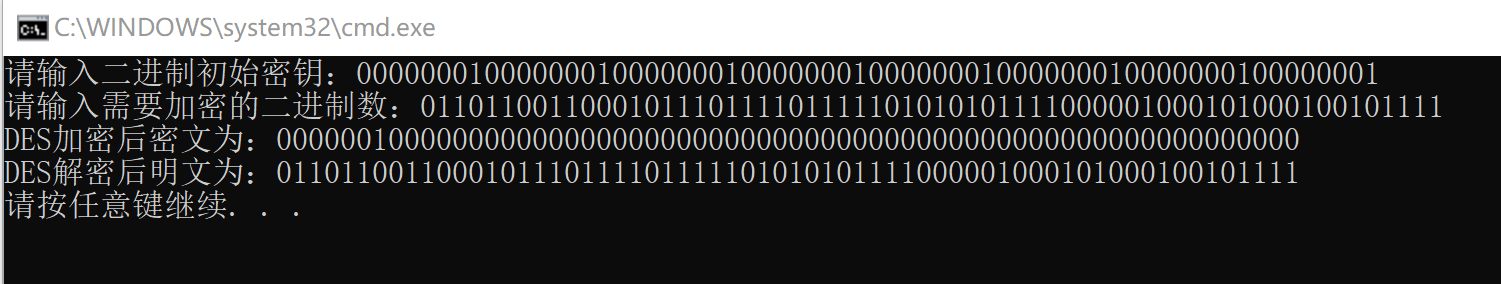 C:\WINDOWS\system32\cmd.exe
请输入二进制初始密钥：0000000100000001000000010000000100000001000000010000000100000001
请输入需要加密的二进制数：0110110011000101110111101111101010101111000001000101000100101111
DES加密后密文为：0000001000000000000000000000000000000000000000000000000000000000
DES解密后明文为：0110110011000101110111101111101010101111000001000101000100101111
请按任意键继续. . .